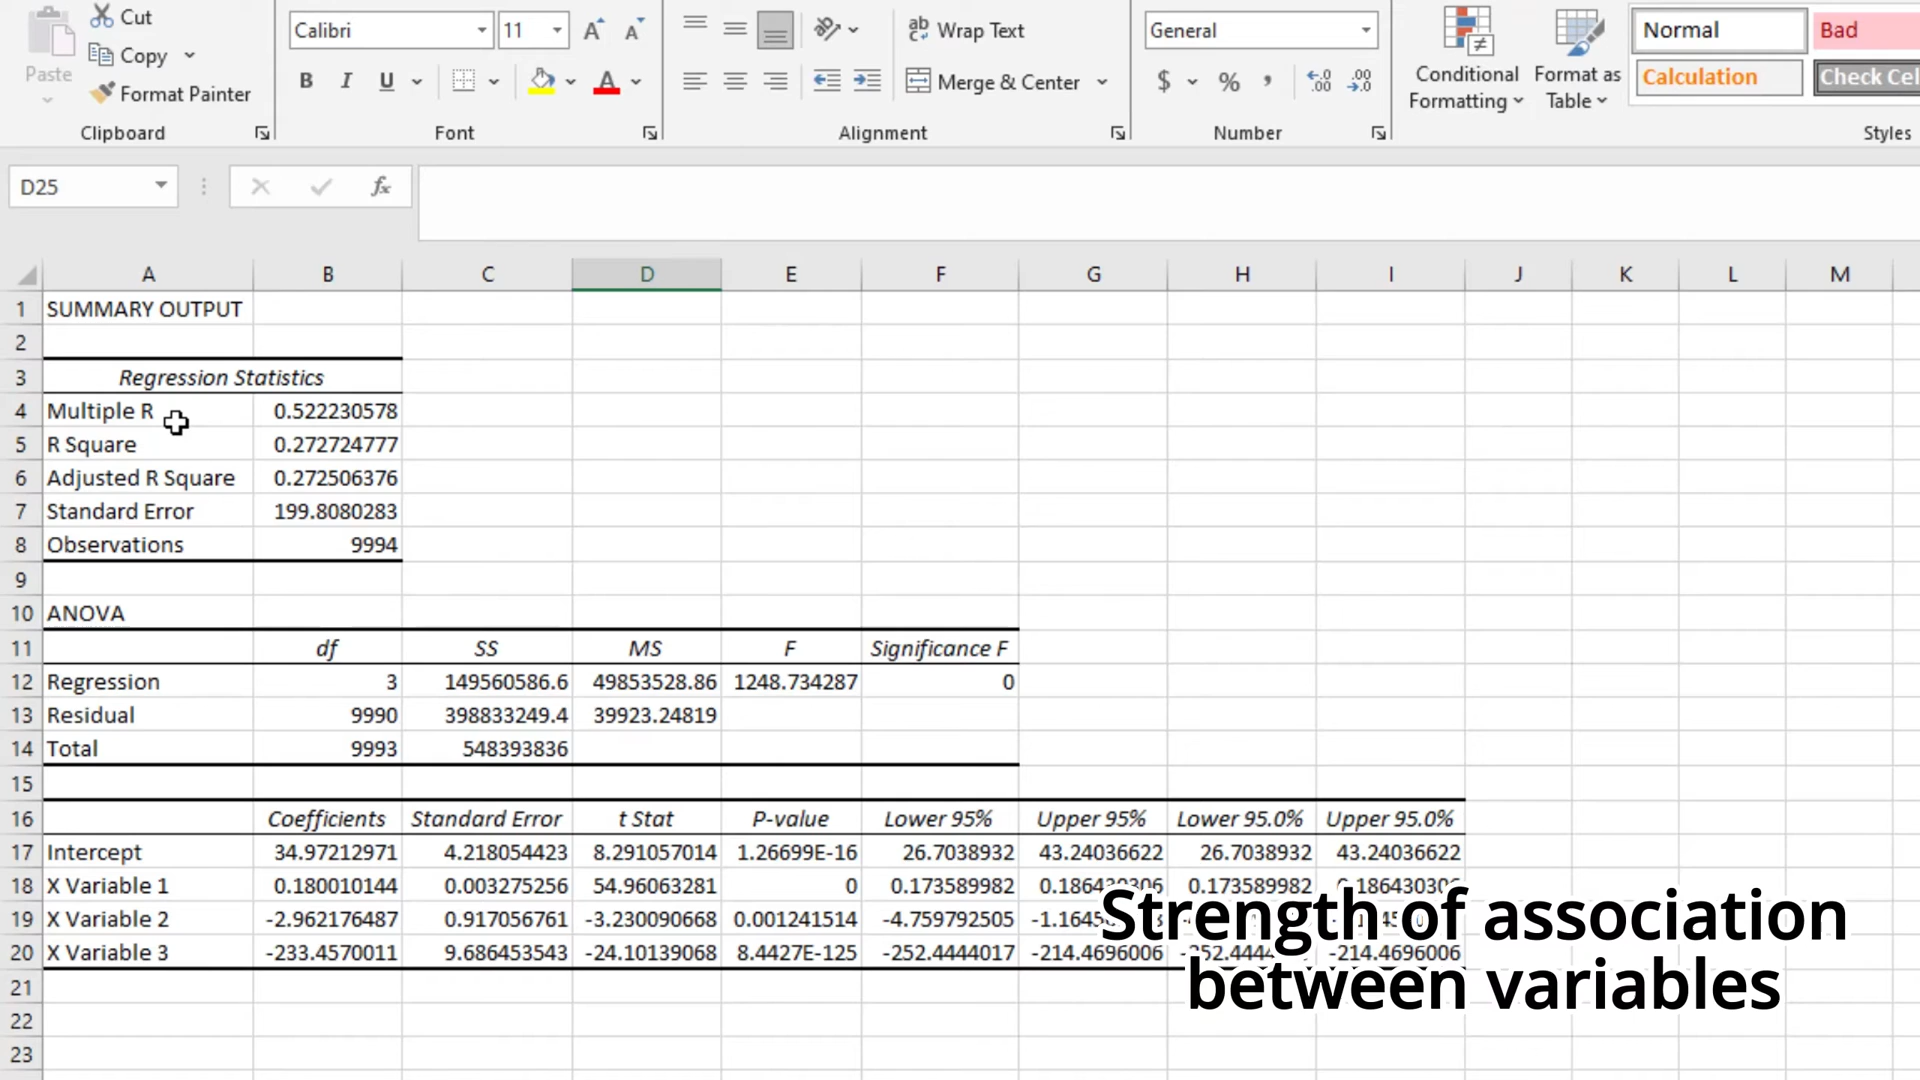 Cut
Copy
Format Painter
Paste
Clipboard
Calibri
11
B I U
Font
Wrap Text
Merge & Center
Alignment
General
$ % ,
Number
Conditional
Formatting
Format as
Table
Normal
Bad
Calculation
Check Cel
Styles
D25
fx
A B C D E F G H I J K L M
1 SUMMARY OUTPUT
2
3 Regression Statistics
4 Multiple R 0.522230578
5 R Square 0.272724777
6 Adjusted R Square 0.272506376
7 Standard Error 199.8080283
8 Observations 9994
9
10 ANOVA
11 df SS MS F Significance F
12 Regression 3 149560586.6 49853528.86 1248.734287 0
13 Residual 9990 398833249.4 39923.24819
14 Total 9993 548393836
15
16 Coefficients Standard Error t Stat P-value Lower 95% Upper 95% Lower 95.0% Upper 95.0%
17 Intercept 34.97212971 4.218054423 8.291057014 1.26699E-16 26.7038932 43.24036622 26.7038932 43.24036622
18 X Variable 1 0.180010144 0.003275256 54.96063281 0 0.173589982 0.186430306 0.173589982 0.186430306
19 X Variable 2 -2.962176487 0.917056761 -3.230090668 0.001241514 -4.759792505
20 X Variable 3 -233.4570011 9.686453543 -24.10139068 8.4427E-125 -252.4444017 -214.4696006 -214.4696006
21
22
23
Strength of association
between variables